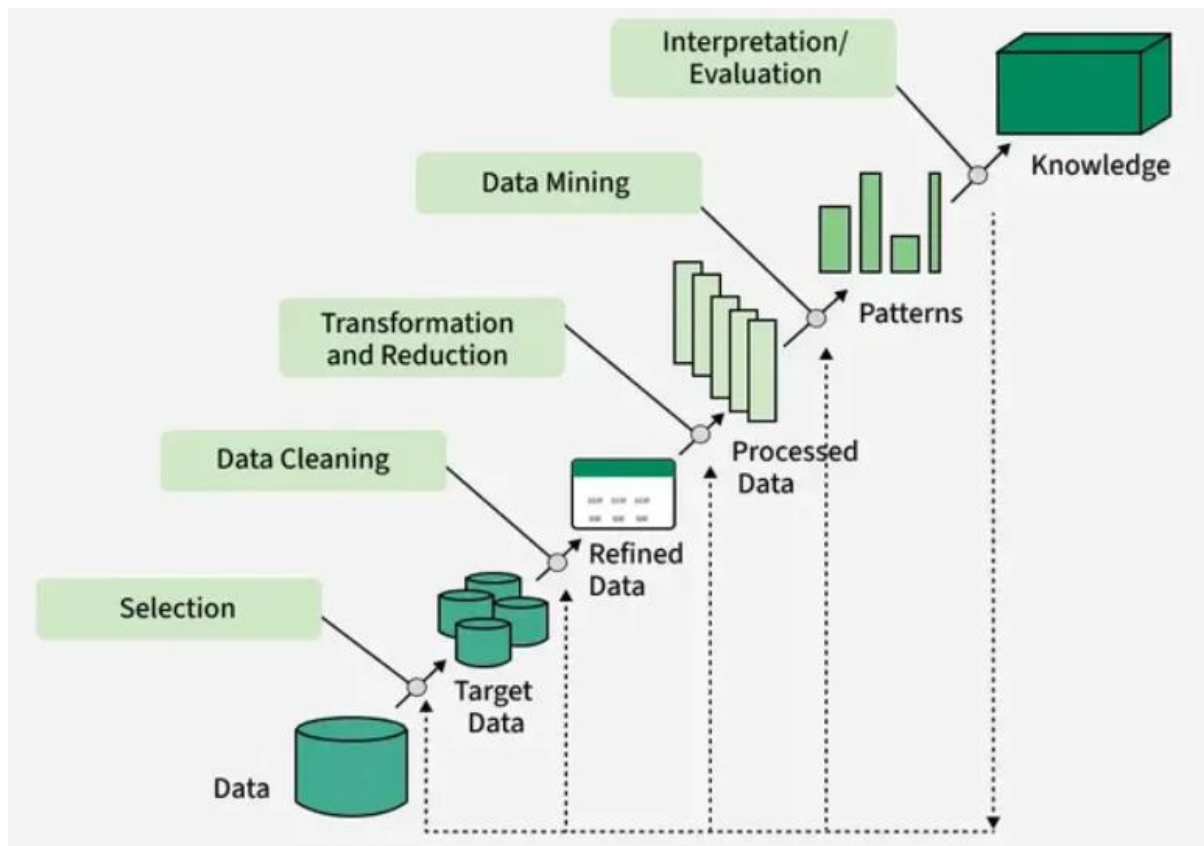 Interpretation/
Evaluation
Knowledge
Data Mining
Patterns
Transformation
and Reduction
Processed
Data
Data Cleaning
Refined
Data
Selection
Target
Data
Data